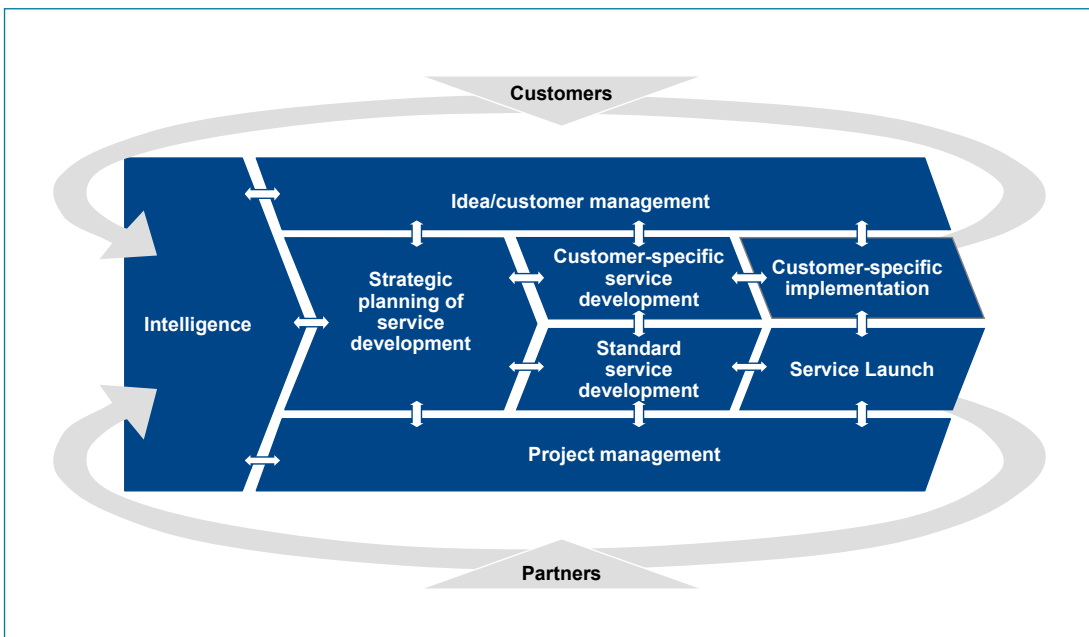 Customers
Idea/customer management
Intelligence
Strategic
planning of
service
development
Customer-specific
service
development
Customer-specific
implementation
Standard
service
development
Service Launch
Project management
Partners